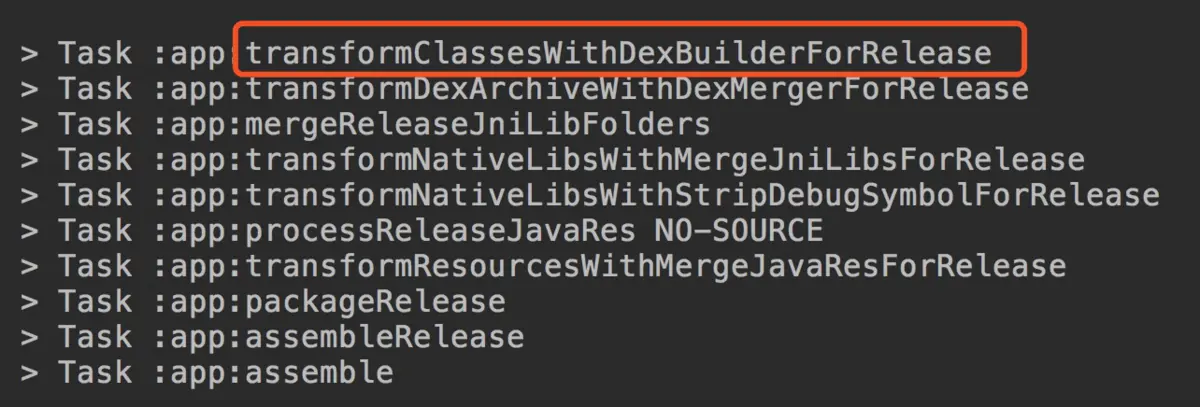 > Task :app:transformClassesWithDexBuilderForRelease
> Task :app:transformDexArchiveWithDexMergerForRelease
> Task :app:mergeReleaseJniLibFolders
> Task :app:transformNativeLibsWithMergeJniLibsForRelease
> Task :app:transformNativeLibsWithStripDebugSymbolForRelease
> Task :app:processReleaseJavaRes NO-SOURCE
> Task :app:transformResourcesWithMergeJavaResForRelease
> Task :app:packageRelease
> Task :app:assembleRelease
> Task :app:assemble